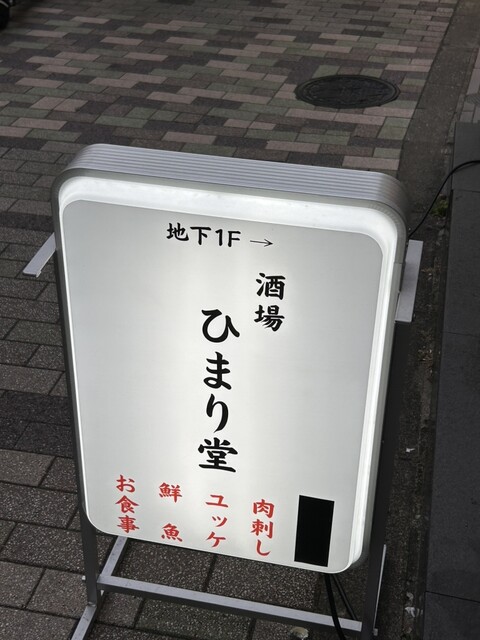 地下1F→
酒場
ひまり堂
肉刺し
ユッケ
鮮魚
お食事